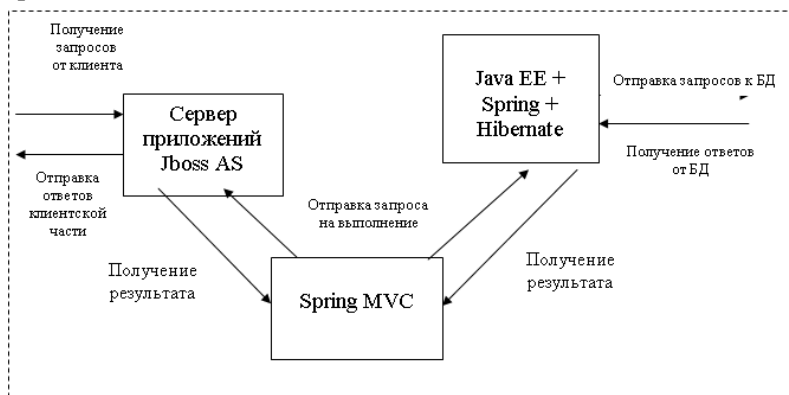 Получение
запросов
от клиента
Сервер
приложений
Jboss AS
Отправка
ответов
клиентской
части
Java EE +
Spring +
Hibernate
Отправка запросов к БД
Получение ответов
от БД
Отправка запроса
на выполнение
Получение
результата
Spring MVC
Получение
результата